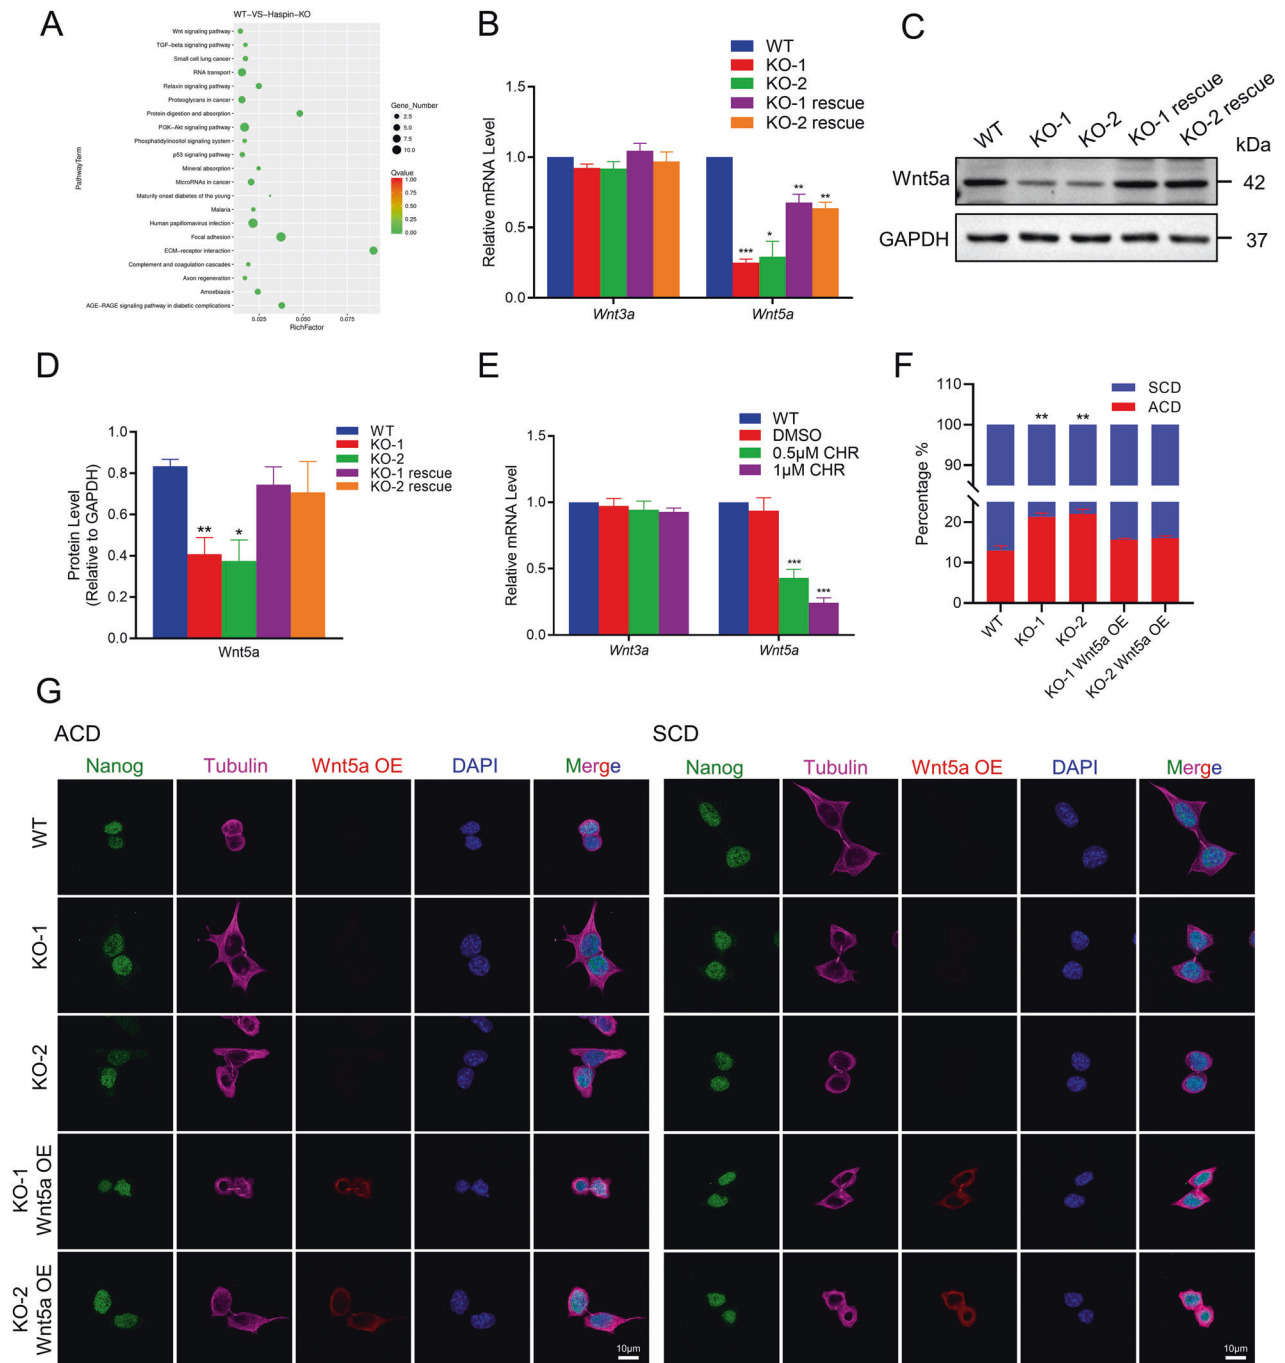 A
WT-VS-Haspin-KO
PathwayTerm
Wnt signaling pathway
TGF-beta signaling pathway
Small cell lung cancer
RNA transport
Relaxin signaling pathway
Proteoglycans in cancer
Protein digestion and absorption
PI3K-Akt signaling pathway
Phosphatidylinositol signaling system
p53 signaling pathway
Mineral absorption
MicroRNAs in cancer
Maturity onset diabetes of the young
Malaria
Human papillomavirus infection
Focal adhesion
ECM-receptor interaction
Complement and coagulation cascades
Axon regeneration
Amoebiasis
AGE-RAGE signaling pathway in diabetic complications
0.025 0.050 0.075
RichFactor
Gene_Number
2.5
5.0
7.5
10.0
Qvalue
1.00
0.75
0.50
0.25
0.00
B
Relative mRNA Level
1.5
1.0
0.5
0.0
WT
KO-1
KO-2
KO-1 rescue
KO-2 rescue
*** * ** **
Wnt3a Wnt5a
C
WT KO-1 KO-2 KO-1 rescue KO-2 rescue
kDa
Wnt5a 42
GAPDH 37
D
Protein Level
(Relative to GAPDH)
1.0
0.8
0.6
0.4
0.2
0.0
** *
Wnt5a
WT
KO-1
KO-2
KO-1 rescue
KO-2 rescue
E
Relative mRNA Level
1.5
1.0
0.5
0.0
WT
DMSO
0.5μM CHR
1μM CHR
*** ***
Wnt3a Wnt5a
F
Percentage %
110
100
90
20
10
0
SCD
ACD
** **
WT KO-1 KO-2 KO-1 Wnt5a OE KO-2 Wnt5a OE
G
ACD SCD
Nanog Tubulin Wnt5a OE DAPI Merge Nanog Tubulin Wnt5a OE DAPI Merge
WT
KO-1
KO-2
KO-1
Wnt5a OE
KO-2
Wnt5a OE
10μm 10μm